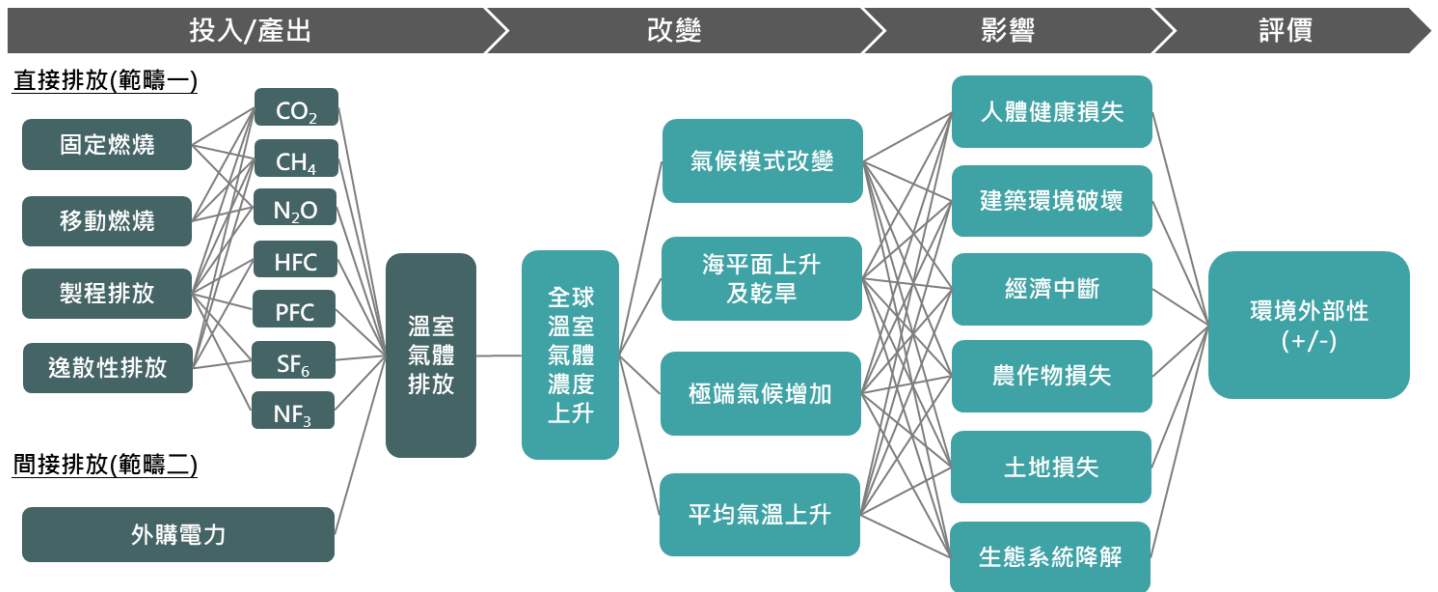 投入/產出
改變
影響
評價
直接排放(範疇一)
固定燃燒
移動燃燒
製程排放
逸散性排放
CO₂
CH₄
N₂O
HFC
PFC
SF₆
NF₃
間接排放(範疇二)
外購電力
溫室
氣體
排放
全球
溫室
氣體
濃度
上升
氣候模式改變
海平面上升
及乾旱
極端氣候增加
平均氣溫上升
人體健康損失
建築環境破壞
經濟中斷
農作物損失
土地損失
生態系統降解
環境外部性
(+/-)